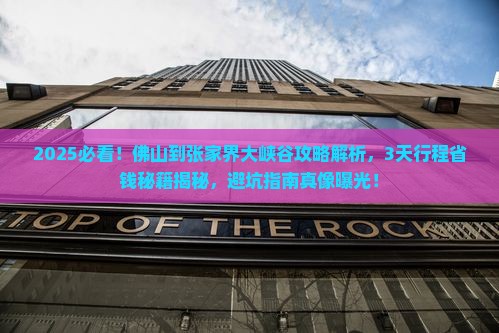 2025必看！佛山到张家界大峡谷攻略解析，3天行程省
钱秘籍揭秘，避坑指南真像曝光！
TOP OF THE ROCK